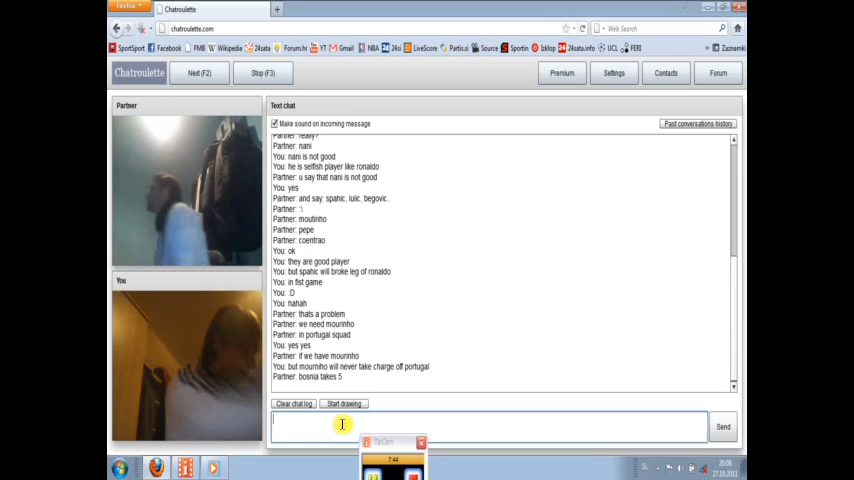 Firefox
Chatroulette
chatroulette.com
Web Search
SportSport Facebook FMB Wikipedia 24sata Forum.hr YT Gmail NBA 24si LiveScore Partis.si Source Sportin Izklop 24sata.info UCL FERI
Zaznamki
Chatroulette Next (F2) Stop (F3) Premium Settings Contacts Forum
Partner
Text chat
Make sound on incoming message
Past conversations history
Partner: really?
Partner: nani
You: nani is not good
You: he is selfish player like ronaldo
Partner: u say that nani is not good
You: yes
Partner: and say: spahic, lulic, begovic..
Partner: :\
Partner: moutinho
Partner: pepe
Partner: coentrao
You: ok
You: they are good player
You: but spahic will broke leg of ronaldo
You: in fist game
You: :D
You: hahah
Partner: thats a problem
Partner: we need mourinho
Partner: in portugal squad
You: yes yes
Partner: if we have mourinho
You: but mourniho will never take charge off portugal
Partner: bosnia takes 5
You
Clear chat log Start drawing
Send
TipCam
7:44
SL
20:06
27.10.2011